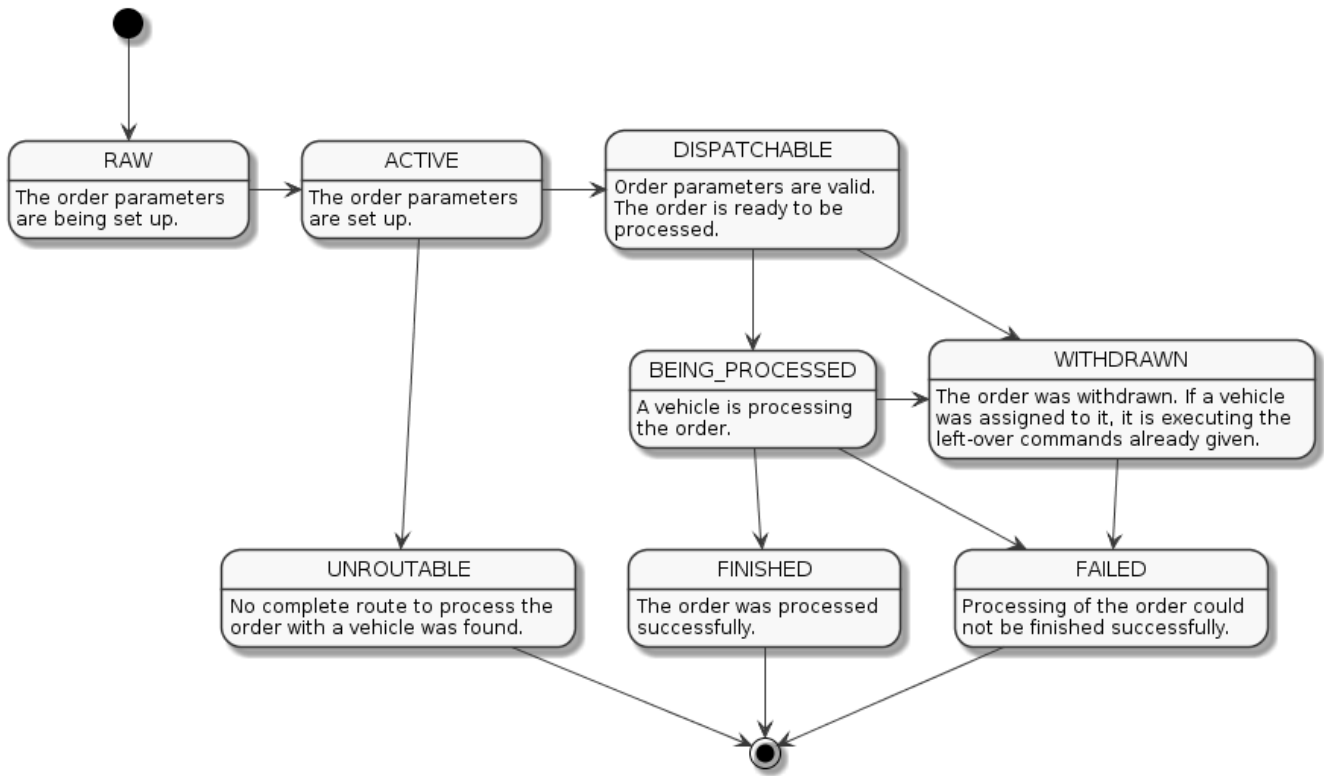 RAW
The order parameters
are being set up.
ACTIVE
The order parameters
are set up.
DISPATCHABLE
Order parameters are valid.
The order is ready to be
processed.
BEING_PROCESSED
A vehicle is processing
the order.
WITHDRAWN
The order was withdrawn. If a vehicle
was assigned to it, it is executing the
left-over commands already given.
UNROUTABLE
No complete route to process the
order with a vehicle was found.
FINISHED
The order was processed
successfully.
FAILED
Processing of the order could
not be finished successfully.